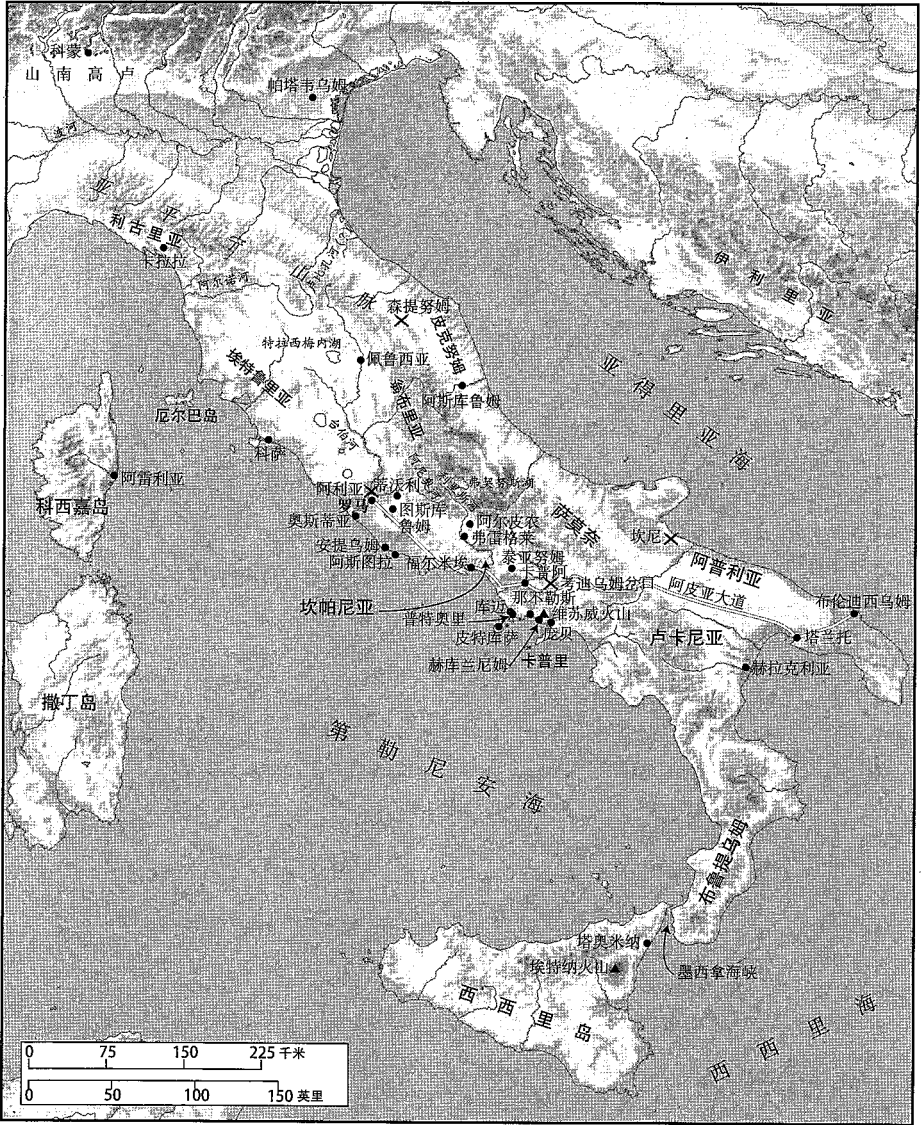 科蒙
山南高卢
帕塔韦乌姆
波河
亚平宁山脉
利古里亚
卡拉拉
阿尔诺河
伊利里亚
森提努姆
皮克努姆
特拉西梅内湖
佩鲁西亚
埃特鲁里亚
翁布里亚
阿斯库鲁姆
亚得里亚海
厄尔巴岛
台伯河
科萨
阿雷利亚
科西嘉岛
阿利亚
蒂沃利
罗马
图斯库
鲁姆
奥斯蒂亚
阿尔皮农
弗雷格莱
萨莫奈
坎尼
安提乌姆
阿斯图拉
福尔米埃
泰亚努姆
卡普阿
考迪乌姆岔口
阿普利亚
阿皮亚大道
布伦迪西乌姆
坎帕尼亚
那不勒斯
库迈
普特奥里
维苏威火山
皮特库萨
庞贝
卢卡尼亚
塔兰托
赫库兰尼姆
卡普里
赫拉克利亚
撒丁岛
第勒尼安海
布鲁提乌姆
塔奥米纳
墨西拿海峡
埃特纳火山
西西里岛
西西里海
0 75 150 225 千米
0 50 100 150 英里